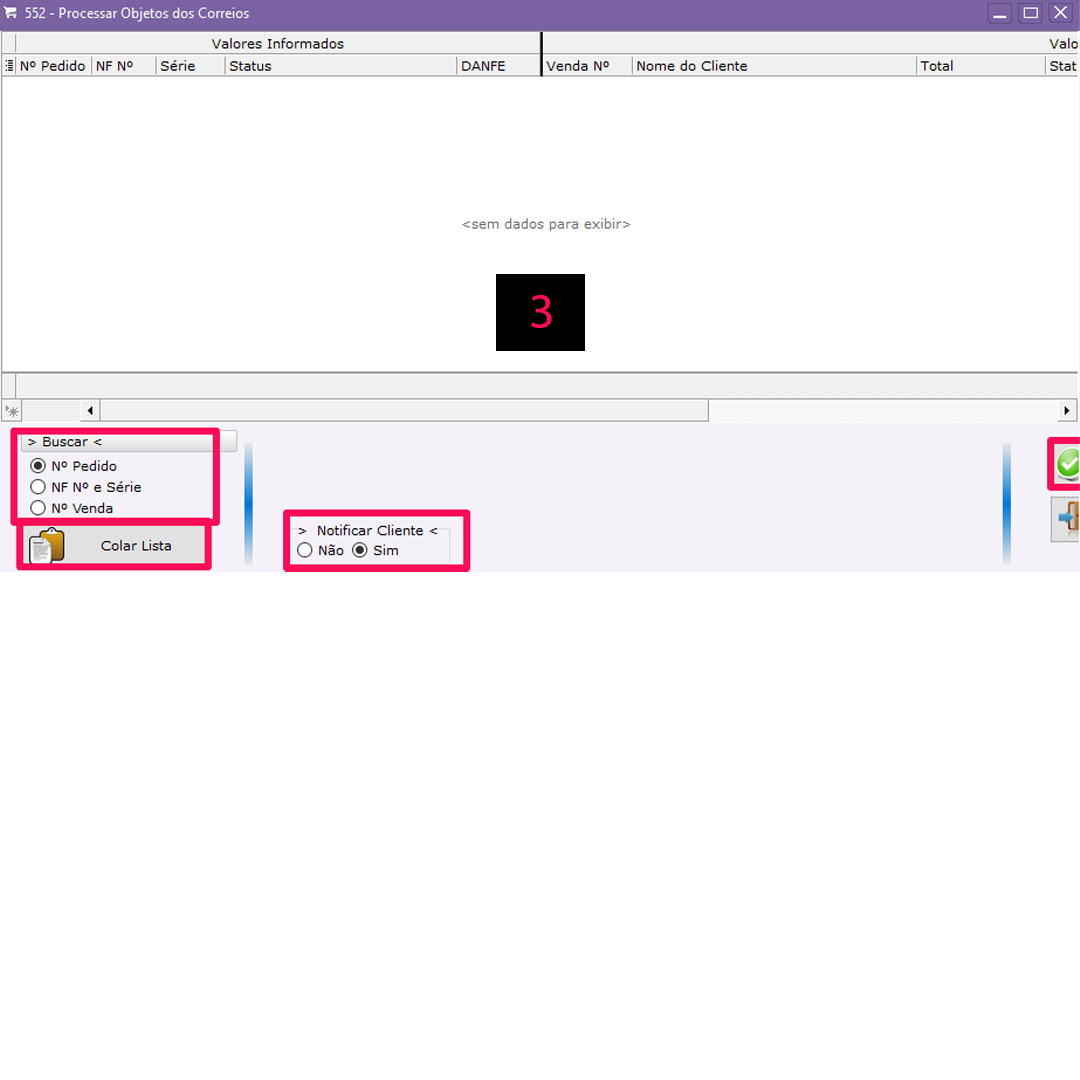 552 - Processar Objetos dos Correios
Valores Informados Valo
Nº Pedido NF Nº Série Status DANFE Venda Nº Nome do Cliente Total Stat
<sem dados para exibir>
3
> Buscar <
Nº Pedido
NF Nº e Série
Nº Venda
Colar Lista
> Notificar Cliente <
Não Sim